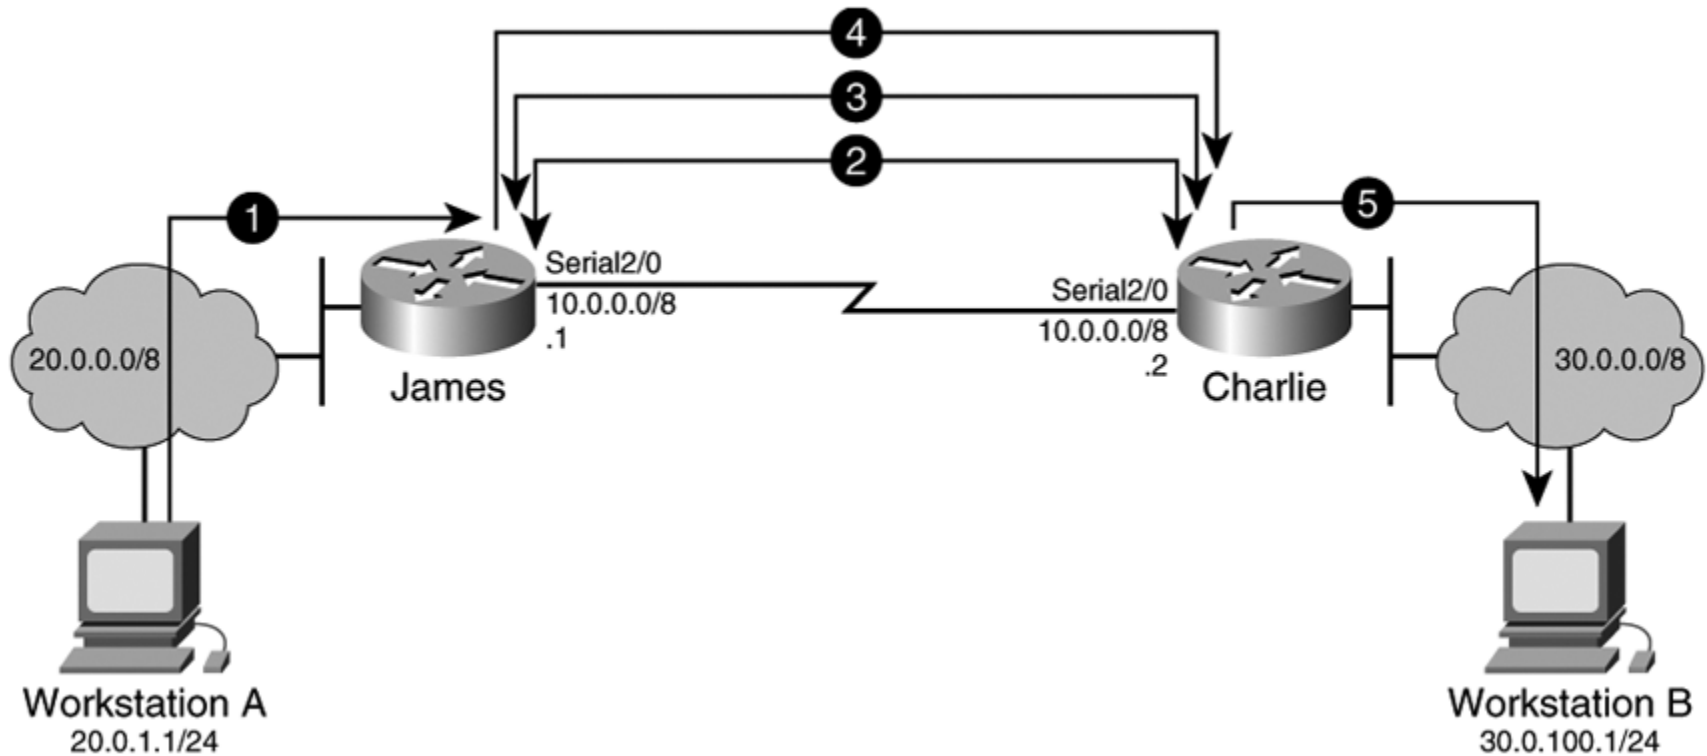 4
3
2
1
5
Serial2/0
10.0.0.0/8
.1
Serial2/0
10.0.0.0/8
.2
20.0.0.0/8
30.0.0.0/8
James
Charlie
Workstation A
20.0.1.1/24
Workstation B
30.0.100.1/24